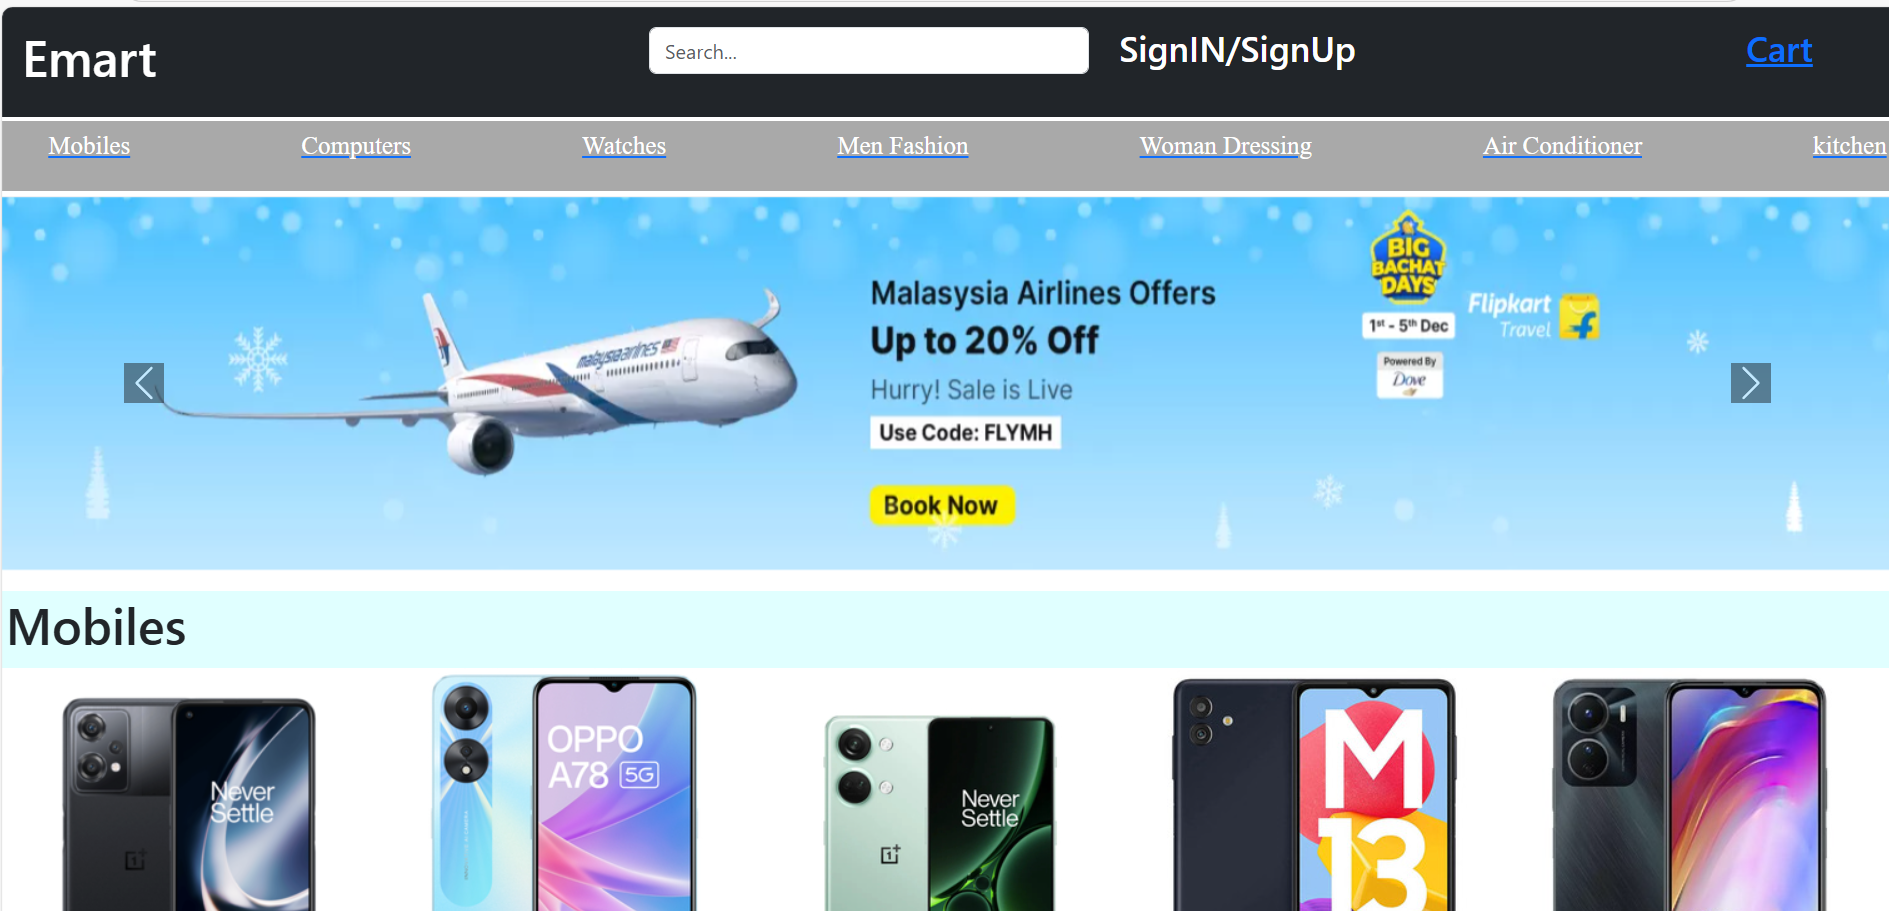 Emart
Search...
SignIN/SignUp
Cart
Mobiles
Computers
Watches
Men Fashion
Woman Dressing
Air Conditioner
kitchen
malaysia airlines
Malasysia Airlines Offers
Up to 20% Off
Hurry! Sale is Live
Use Code: FLYMH
Book Now
BIG
BACHAT
DAYS
1st - 5th Dec
Powered By
Dove
Flipkart
Travel
Mobiles
Never
Settle
OPPO
A78 5G
Never
Settle
M
13